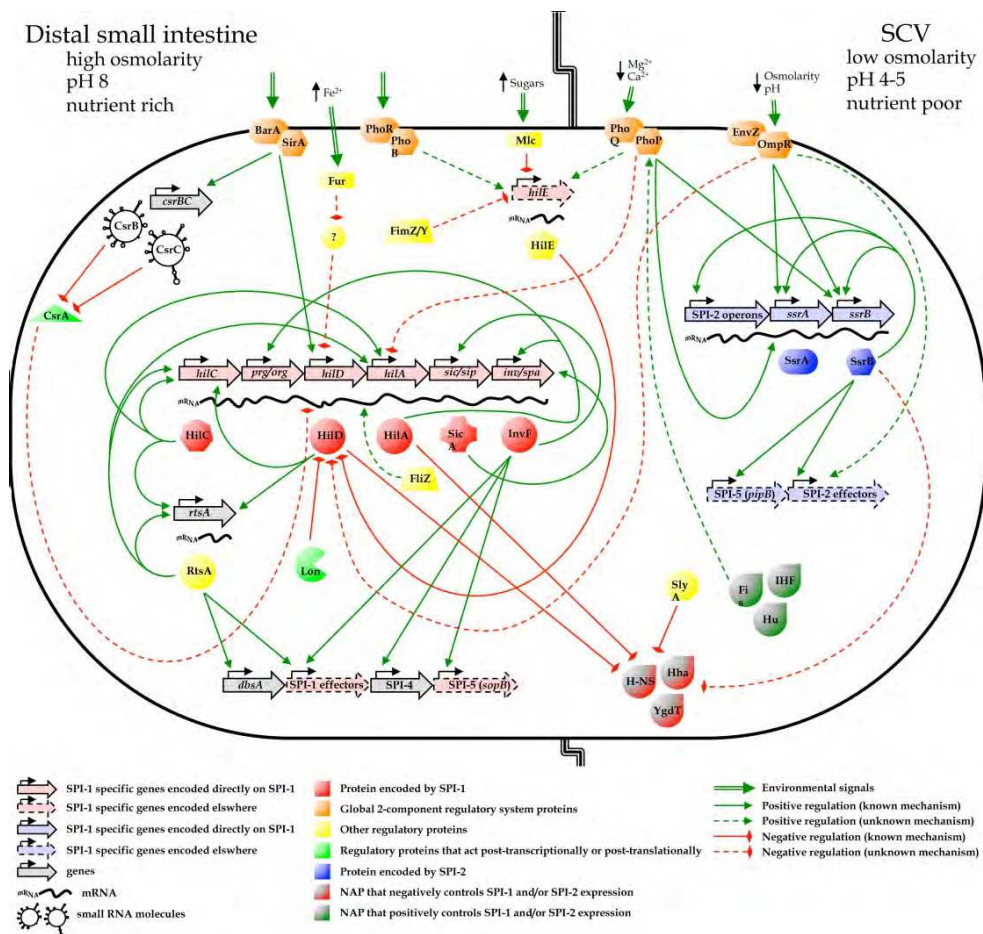 Distal small intestine
high osmolarity
pH 8
nutrient rich
SCV
low osmolarity
pH 4-5
nutrient poor
Fe2+
Sugars
Mg2+
Ca2+
Osmolarity
pH
BarA
SirA
PhoR
Pho
B
Mlc
Pho
Q
PhoP
EnvZ
OmpR
Fur
csrBC
hilE
CsrB
CsrC
?
FimZ/Y
mRNA
HilE
CsrA
SPI-2 operons
ssrA
ssrB
mRNA
SsrA
SsrB
hilC
prg/org
hilD
hilA
sic/sip
inv/spa
mRNA
HilC
HilD
HilA
Sic
A
InvF
FliZ
SPI-5 (pipB)
SPI-2 effectors
rtsA
mRNA
RtsA
Lon
Sly
A
Fi
s
IHF
Hu
H-NS
Hha
YgdT
dbsA
SPI-1 effectors
SPI-4
SPI-5 (sopB)
SPI-1 specific genes encoded directly on SPI-1
SPI-1 specific genes encoded elswhere
SPI-1 specific genes encoded directly on SPI-1
SPI-1 specific genes encoded elsewhere
genes
mRNA mRNA
small RNA molecules
Protein encoded by SPI-1
Global 2-component regulatory system proteins
Other regulatory proteins
Regulatory proteins that act post-transcriptionally or post-translationally
Protein encoded by SPI-2
NAP that negatively controls SPI-1 and/or SPI-2 expression
NAP that positively controls SPI-1 and/or SPI-2 expression
Environmental signals
Positive regulation (known mechanism)
Positive regulation (unknown mechanism)
Negative regulation (known mechanism)
Negative regulation (unknown mechanism)